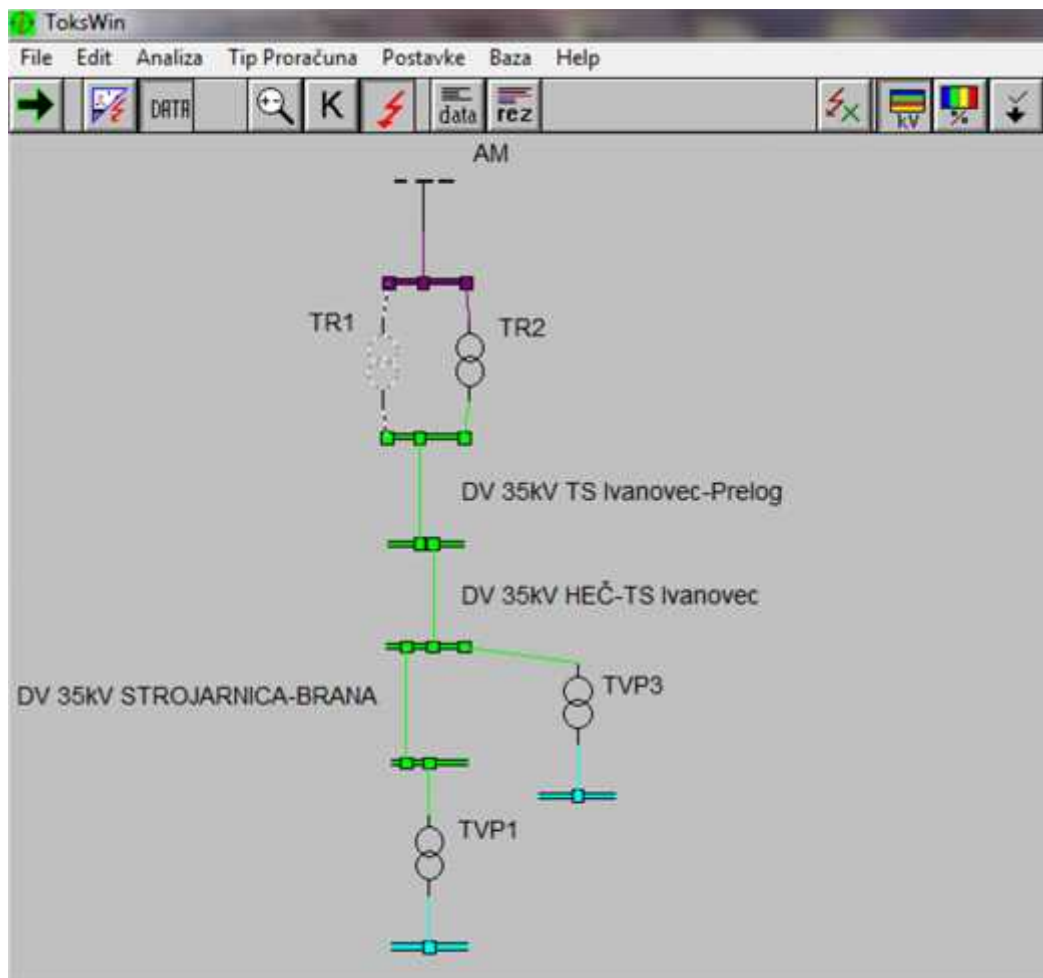 ToksWin
File Edit Analiza Tip Proračuna Postavke Baza Help
DATA K data rez kV %
AM
TR1
TR2
DV 35kV TS Ivanovec-Prelog
DV 35kV HEČ-TS Ivanovec
TVP3
DV 35kV STROJARNICA-BRANA
TVP1